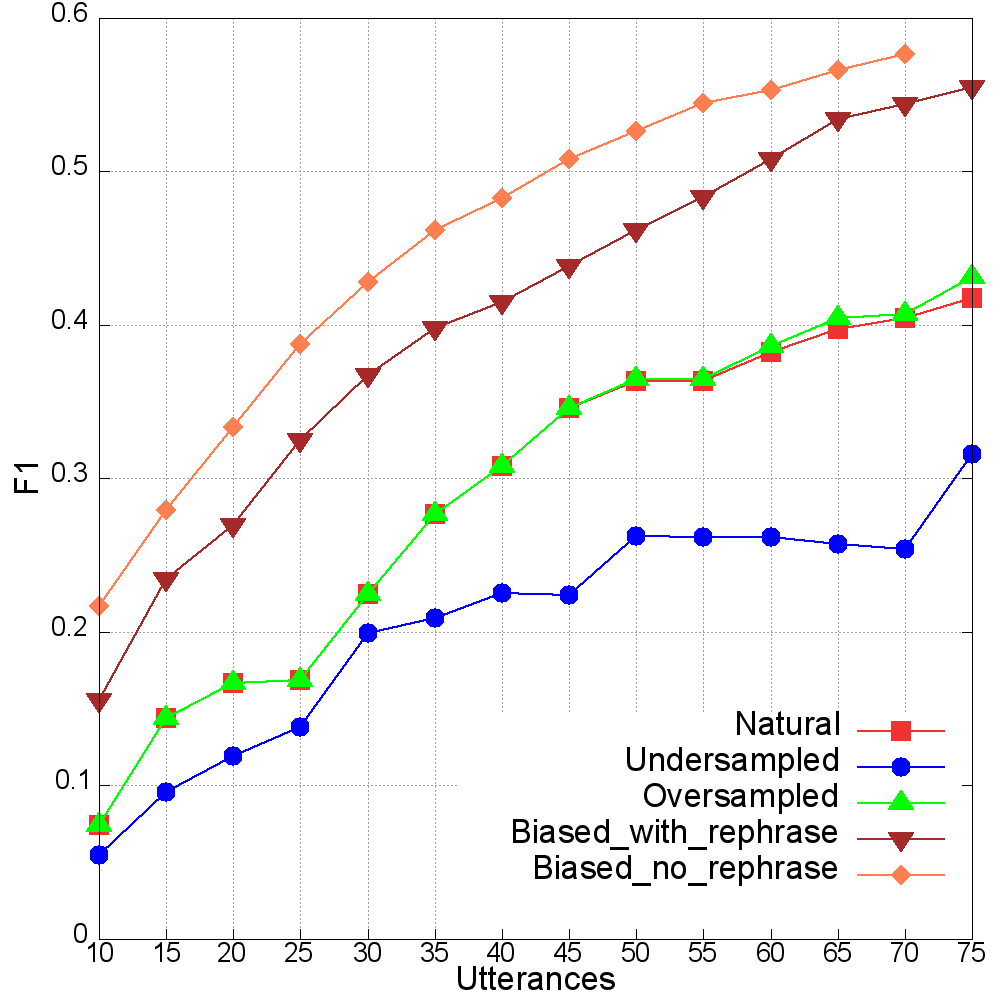 0.6
0.5
0.4
0.3
0.2
0.1
0
F1
Natural
Undersampled
Oversampled
Biased_with_rephrase
Biased_no_rephrase
10 15 20 25 30 35 40 45 50 55 60 65 70 75
Utterances